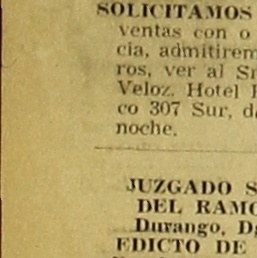 SOLICITAMOS
ventas con o
cia, admitirem
ros, ver al Sr
Veloz. Hotel
co 307 Sur, d
noche.
JUZGADO S
DEL RAMO
Durango, Dg
EDICTO DE